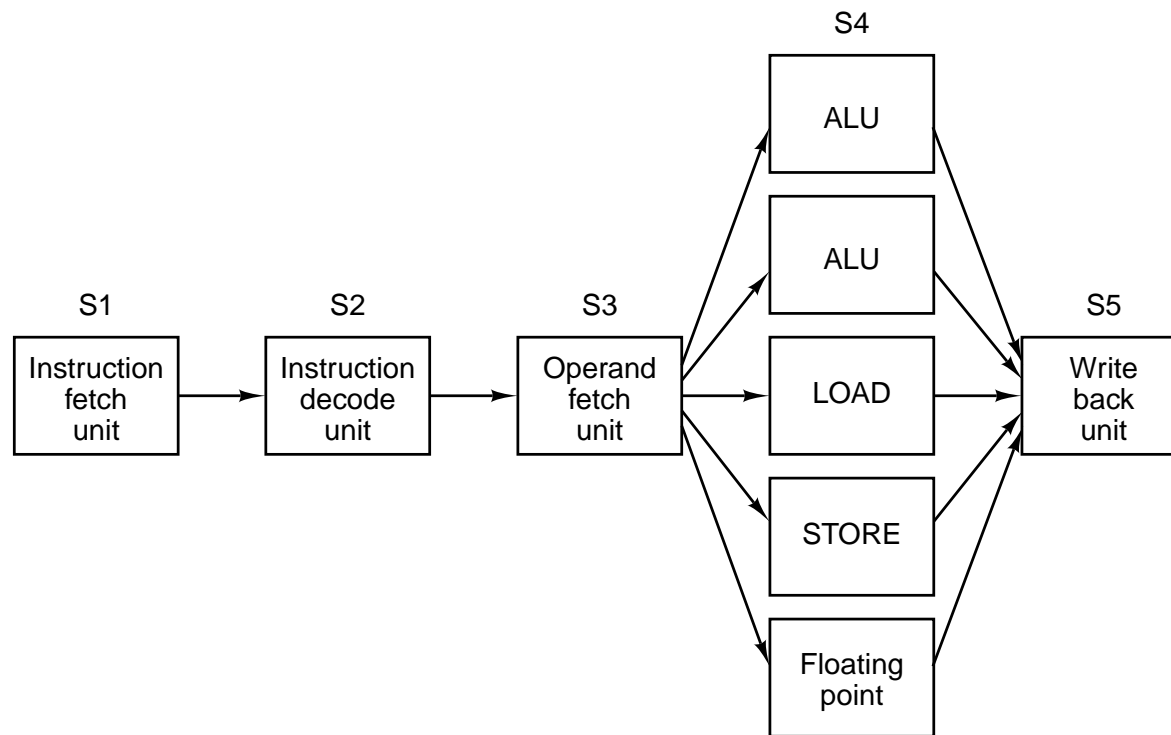 S4
ALU
ALU
S1
S2
S3
S5
Instruction
fetch
unit
Instruction
decode
unit
Operand
fetch
unit
LOAD
Write
back
unit
STORE
Floating
point